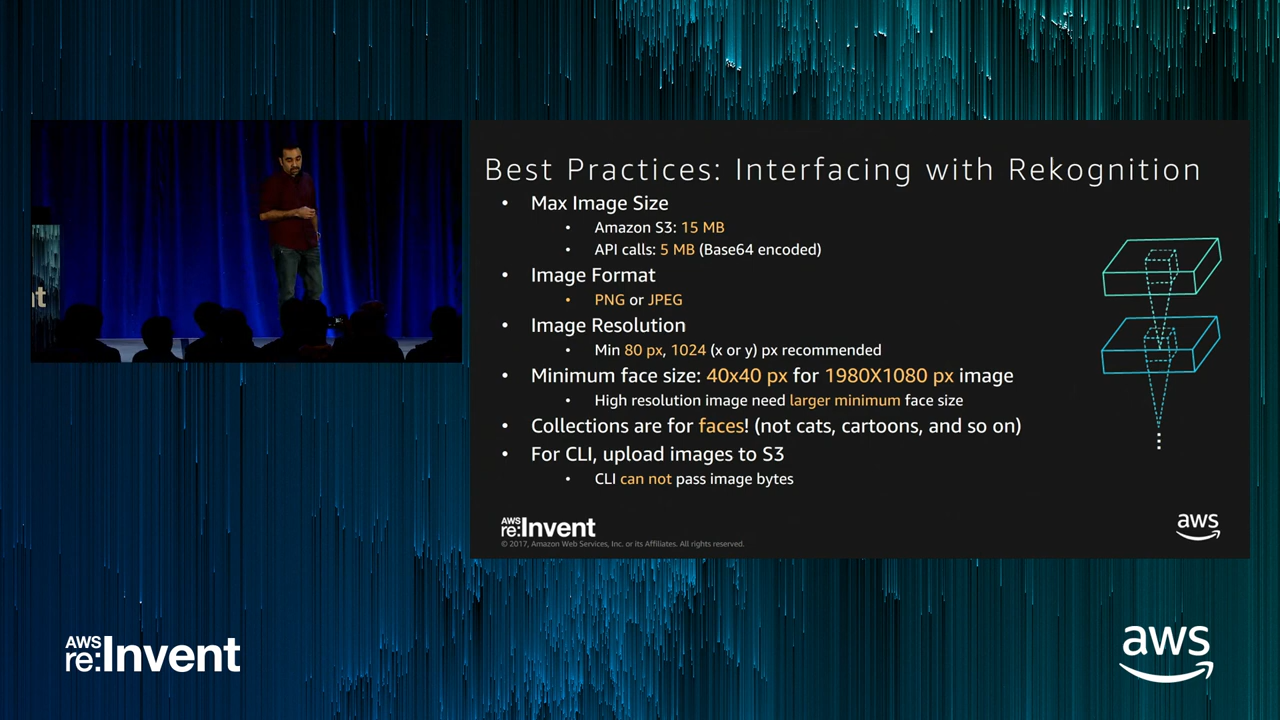 Best Practices: Interfacing with Rekognition
• Max Image Size
• Amazon S3: 15 MB
• API calls: 5 MB (Base64 encoded)
• Image Format
• PNG or JPEG
• Image Resolution
• Min 80 px, 1024 (x or y) px recommended
• Minimum face size: 40x40 px for 1980X1080 px image
• High resolution image need larger minimum face size
• Collections are for faces! (not cats, cartoons, and so on)
• For CLI, upload images to S3
• CLI can not pass image bytes
nt
AWS
re:Invent
© 2017, Amazon Web Services, Inc. or its Affiliates. All rights reserved.
aws
AWS
re:Invent
aws